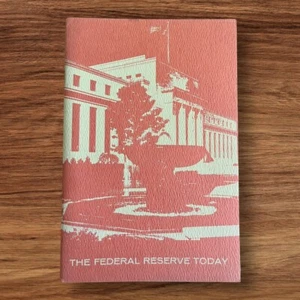 THE FEDERAL RESERVE TODAY